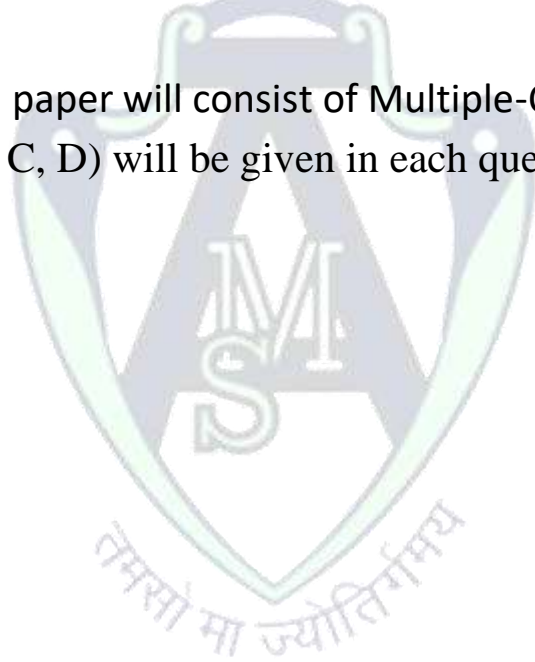 paper will consist of Multiple-
C, D) will be given in each que
A
M
S
तमसो मा ज्योतिर्गमय